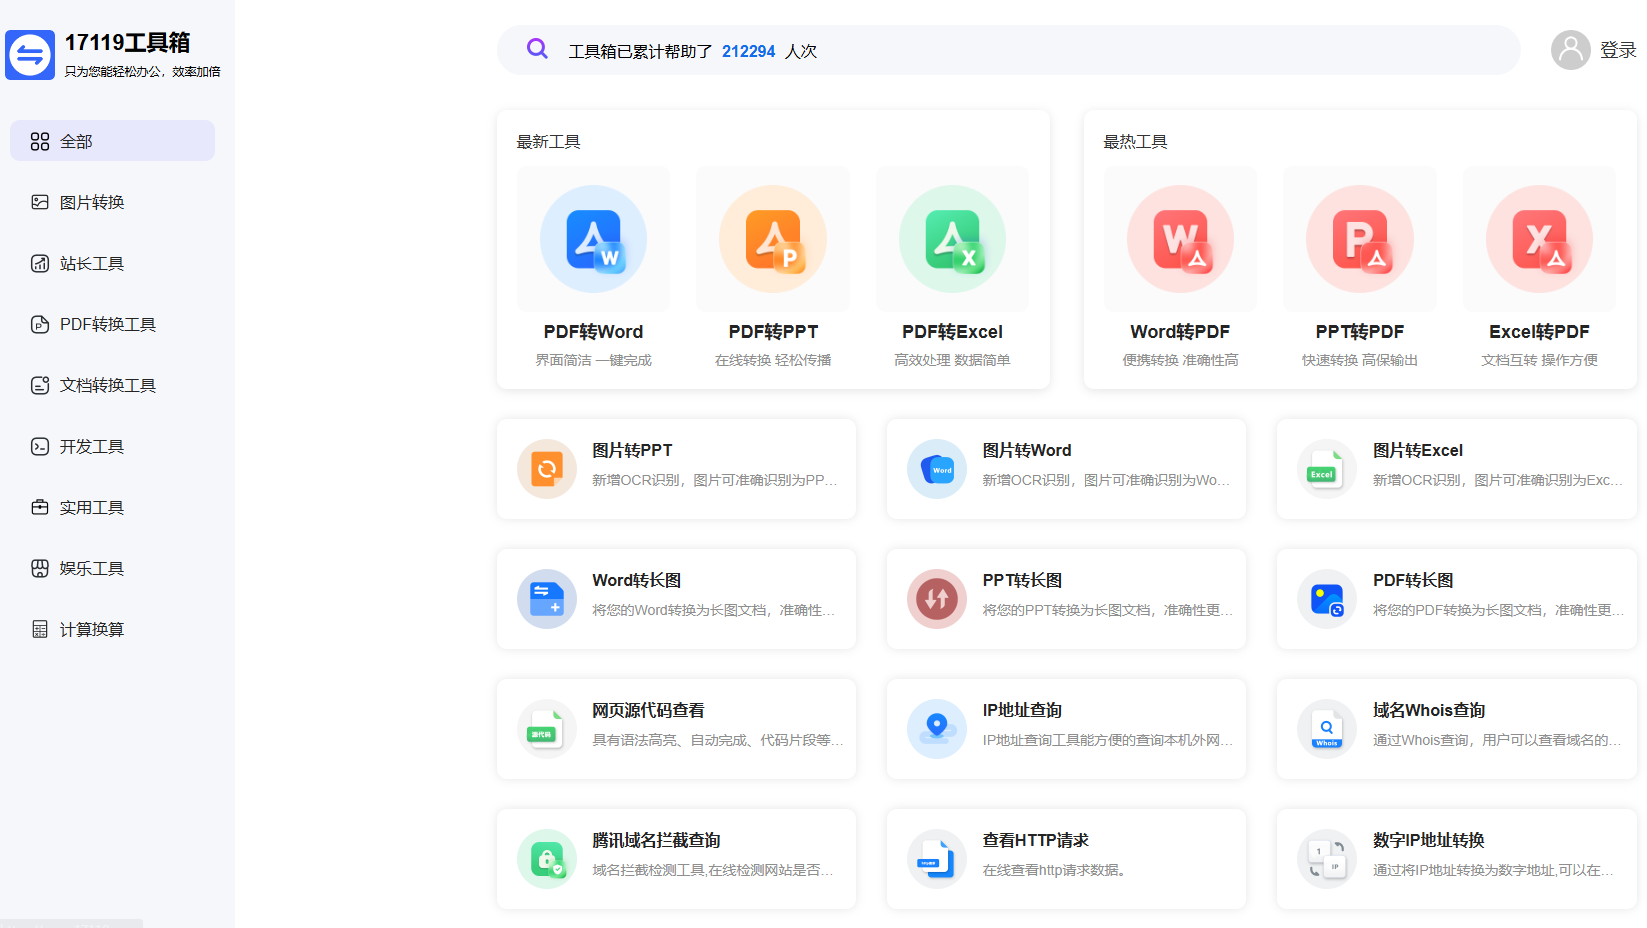 17119工具箱
只为您能轻松办公，效率加倍
全部
图片转换
站长工具
PDF转换工具
文档转换工具
开发工具
实用工具
娱乐工具
计算换算
工具箱已累计帮助了 212294 人次
登录
最新工具
PDF转Word
界面简洁 一键完成
PDF转PPT
在线转换 轻松传播
PDF转Excel
高效处理 数据简单
最热工具
Word转PDF
便携转换 准确性高
PPT转PDF
快速转换 高保输出
Excel转PDF
文档互转 操作方便
图片转PPT
新增OCR识别，图片可准确识别为PP...
Word
图片转Word
新增OCR识别，图片可准确识别为Wo...
Excel
图片转Excel
新增OCR识别，图片可准确识别为Exc...
Word转长图
将您的Word转换为长图文档，准确性...
PPT转长图
将您的PPT转换为长图文档，准确性更...
PDF转长图
将您的PDF转换为长图文档，准确性更...
源代码
网页源代码查看
具有语法高亮、自动完成、代码片段等...
IP地址查询
IP地址查询工具能方便的查询本机外网...
Whois
域名Whois查询
通过Whois查询，用户可以查看域名的...
腾讯域名拦截查询
域名拦截检测工具,在线检测网站是否...
查看HTTP请求
在线查看http请求数据。
1
IP
数字IP地址转换
通过将IP地址转换为数字地址,可以在...